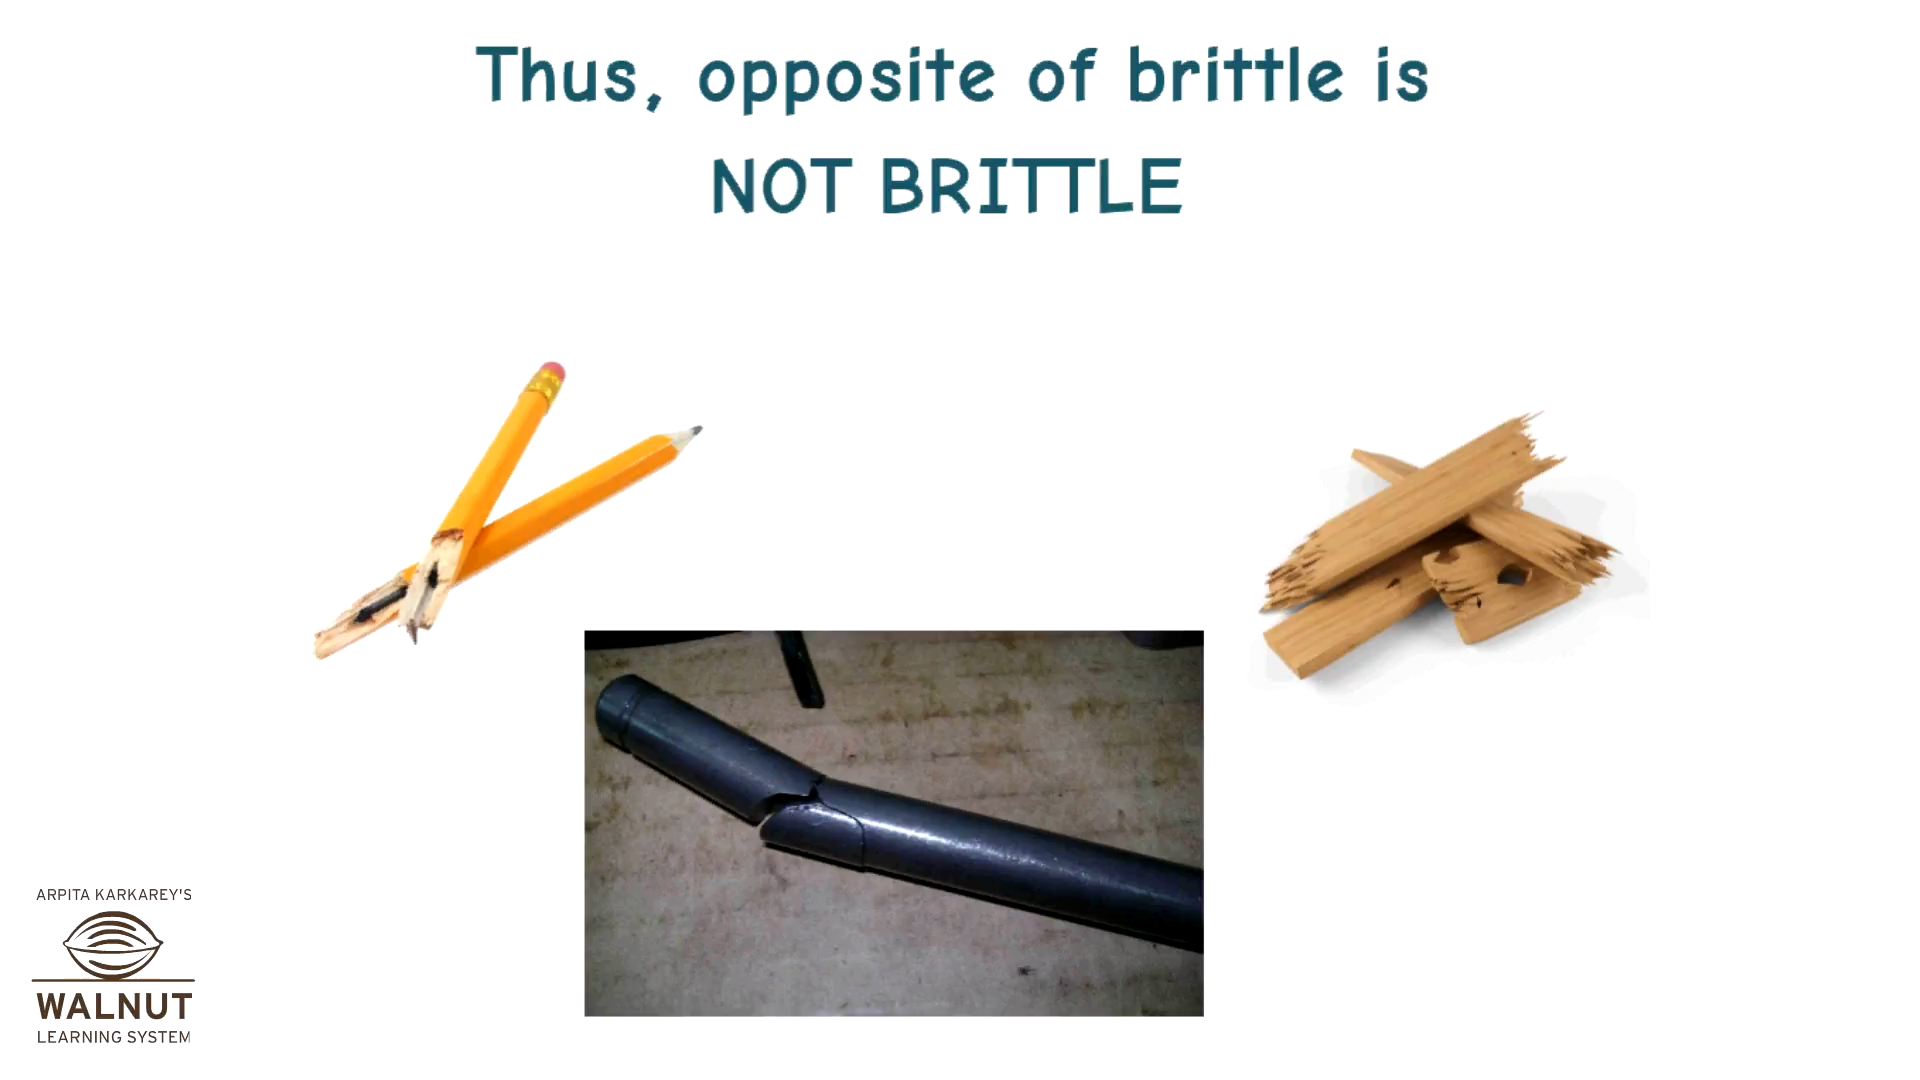 Thus, opposite of brittle is
NOT BRITTLE
ARPITA KARKAREY'S
WALNUT
LEARNING SYSTEM